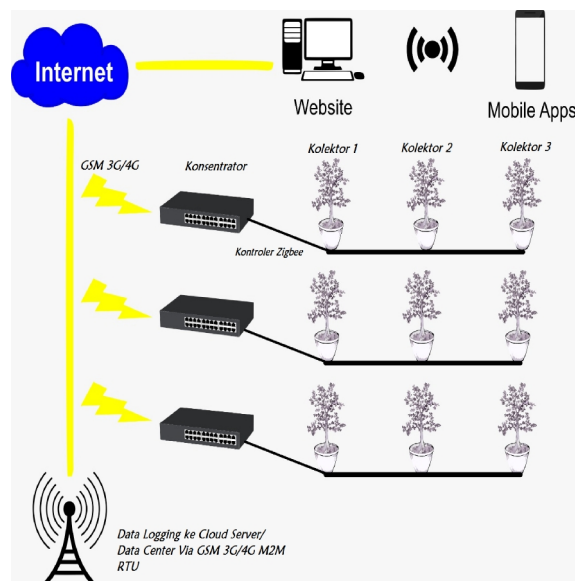 Internet
Website
Mobile Apps
GSM 3G/4G
Konsentrator
Kolektor 1
Kolektor 2
Kolektor 3
Kontroler Zigbee
Data Logging ke Cloud Server/
Data Center Via GSM 3G/4G M2M
RTU